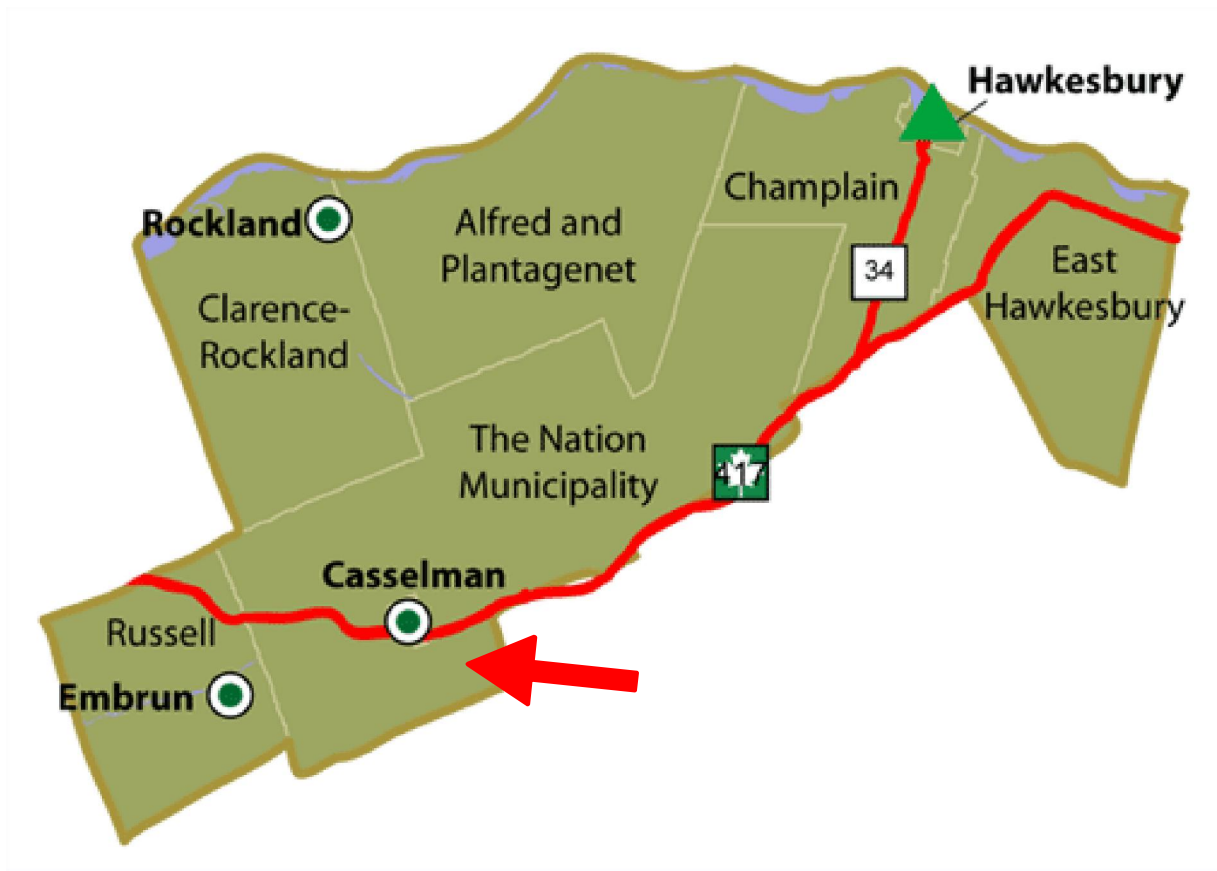 Hawkesbury
Champlain
Rockland
Alfred and
Plantagenet
34
East
Hawkesbury
Clarence-
Rockland
The Nation
Municipality
417
Casselman
Russell
Embrun